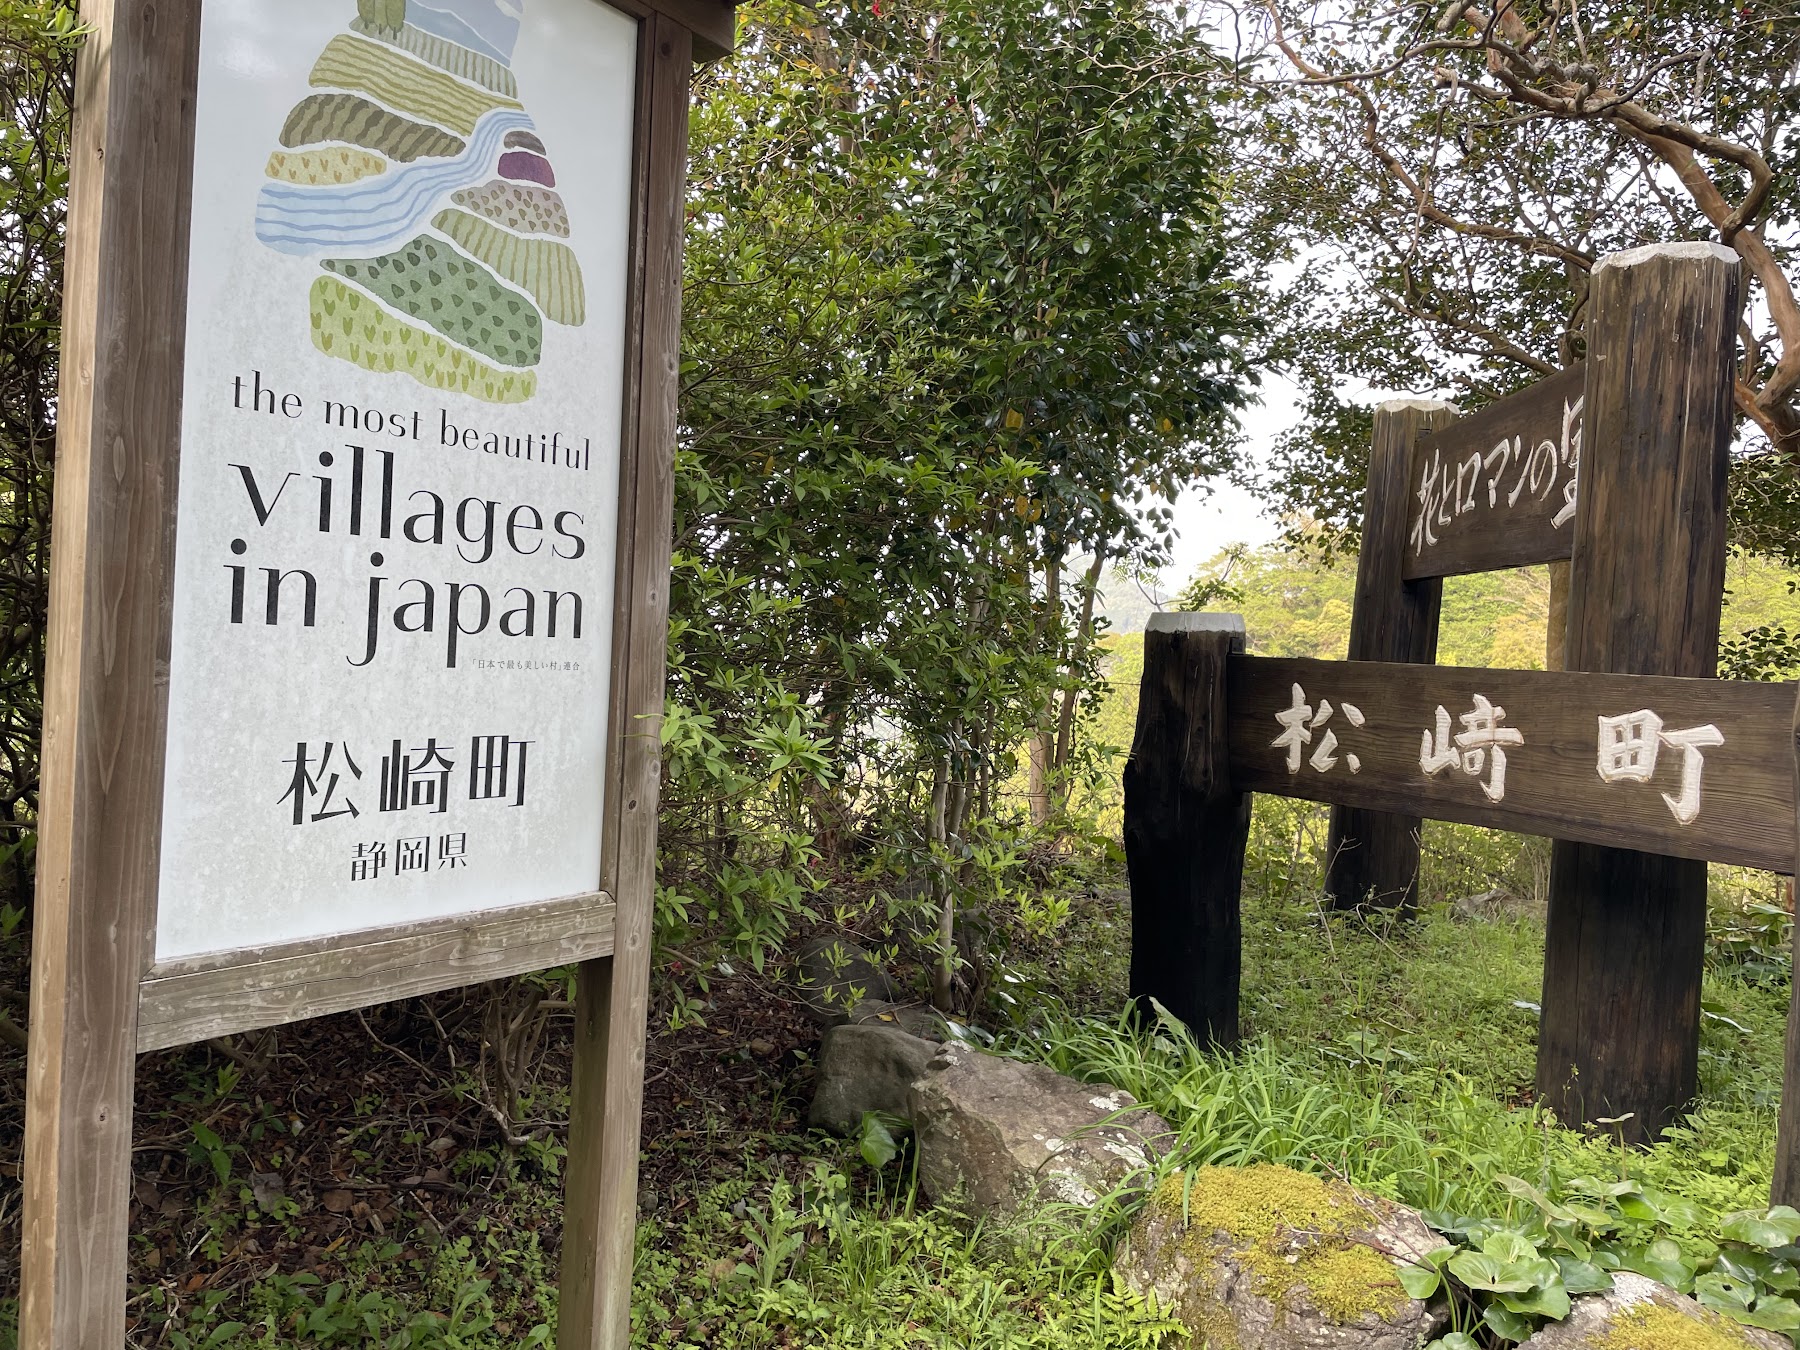 the most beautiful
villages
in japan
「日本で最も美しい村」連合
松崎町
静岡県
花とロマンの里
松崎町